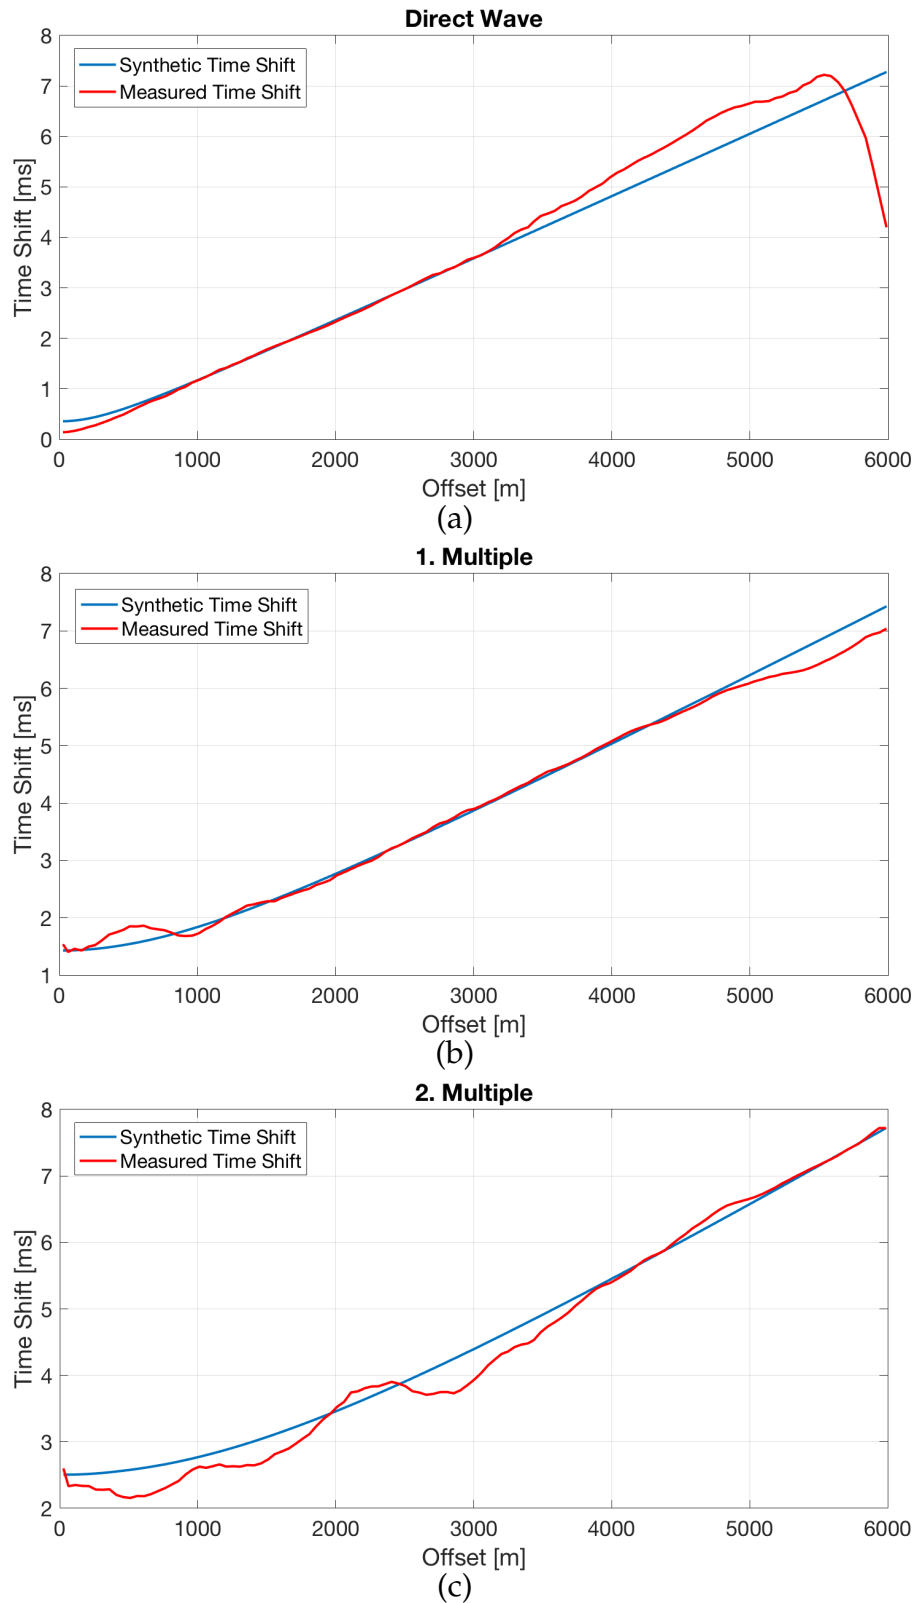 Direct Wave
8
7
6
5
4
3
2
1
0
Time Shift [ms]
Synthetic Time Shift
Measured Time Shift
0 1000 2000 3000 4000 5000 6000
Offset [m]
(a)
1. Multiple
8
7
6
5
4
3
2
1
Time Shift [ms]
Synthetic Time Shift
Measured Time Shift
0 1000 2000 3000 4000 5000 6000
Offset [m]
(b)
2. Multiple
8
7
6
5
4
3
2
Time Shift [ms]
Synthetic Time Shift
Measured Time Shift
0 1000 2000 3000 4000 5000 6000
Offset [m]
(c)